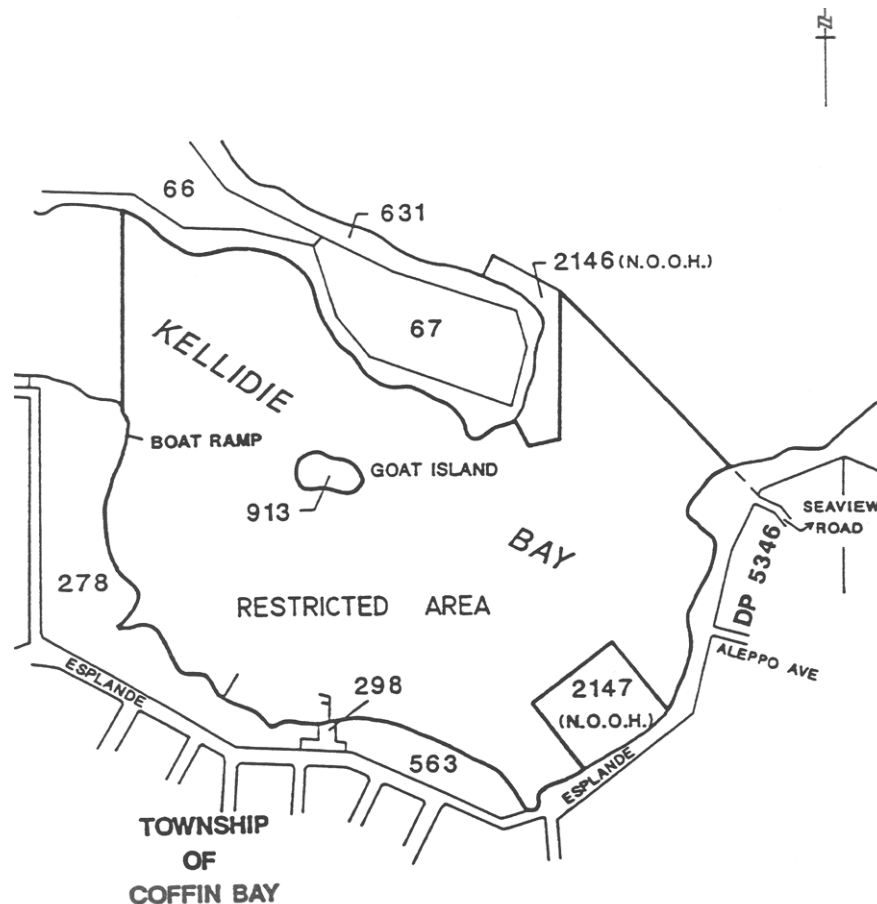 N
66
631
2146 (N.O.O.H.)
67
KELLIDIE
BOAT RAMP
GOAT ISLAND
913
SEAVIEW
ROAD
BAY
DP 5346
278
RESTRICTED AREA
ALEPPO AVE
ESPLANDE
298
2147
(N.O.O.H.)
563
ESPLANDE
TOWNSHIP
OF
COFFIN BAY